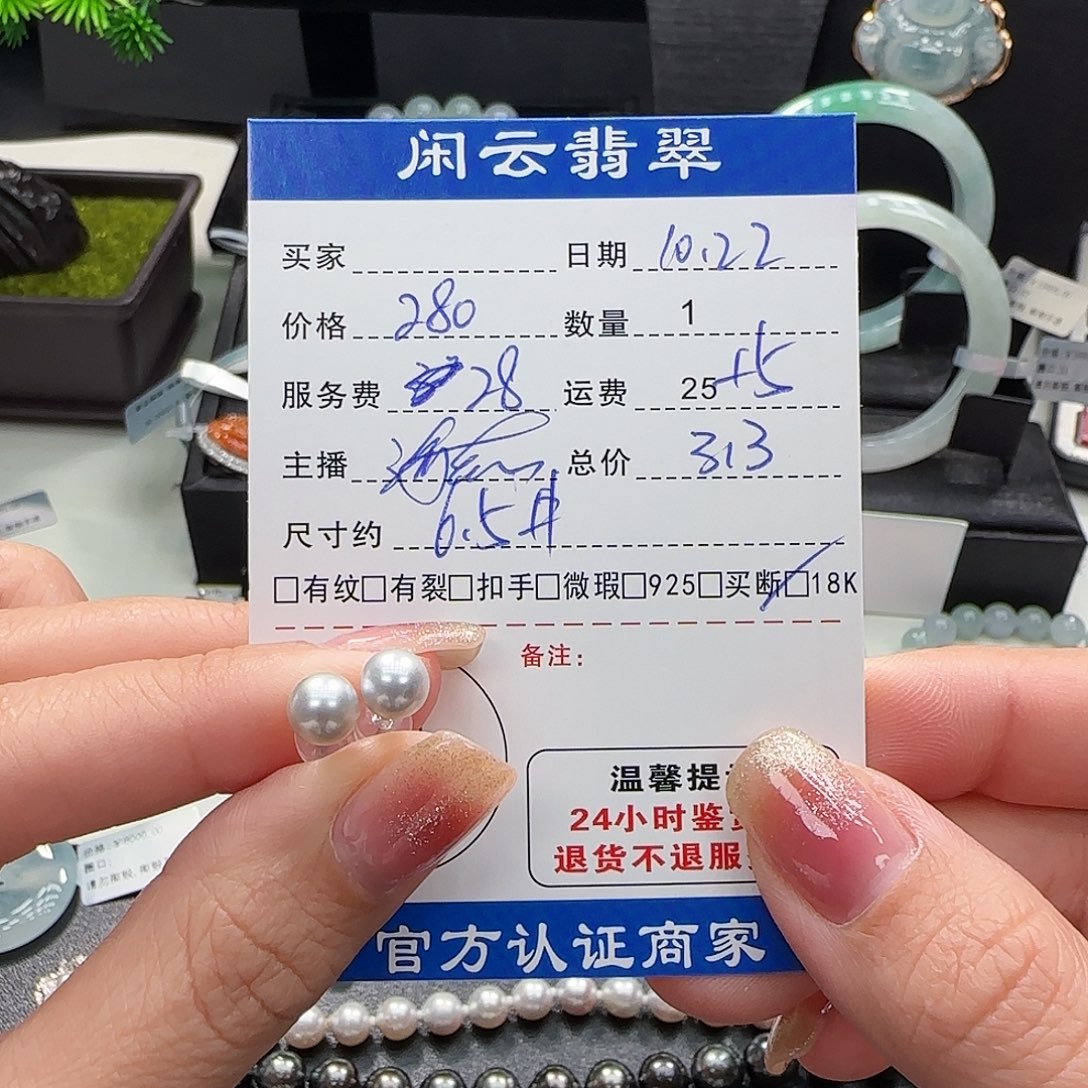 闲云翡翠
买家 日期 10.22
价格 280 数量 1
服务费 28 运费 25+5
主播 总价 313
尺寸约 6.5
□有纹□有裂□扣手□微瑕□925□买断□18K
备注：
温馨提
24小时鉴
退货不退服
官方认证商家